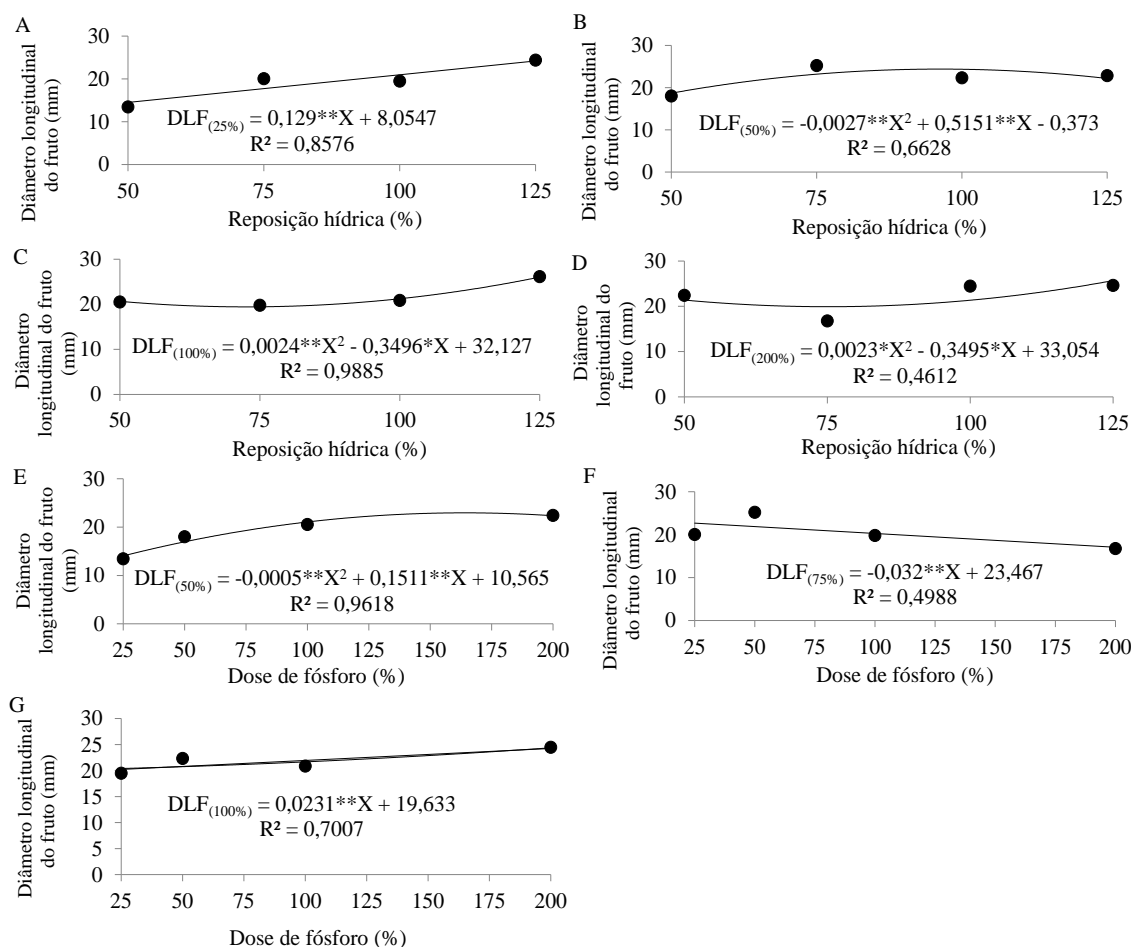 A
Diâmetro longitudinal
do fruto (mm)
30
20
10
0
DLF(25%) = 0,129**X + 8,0547
R² = 0,8576
50 75 100 125
Reposição hídrica (%)
B
Diâmetro longitudinal
do fruto (mm)
30
20
10
0
DLF(50%) = -0,0027**X² + 0,5151**X - 0,373
R² = 0,6628
50 75 100 125
Reposição hídrica (%)
C
Diâmetro
longitudinal do fruto
(mm)
30
20
10
0
DLF(100%) = 0,0024**X² - 0,3496*X + 32,127
R² = 0,9885
50 75 100 125
Reposição hídrica (%)
D
Diâmetro
longitudinal do
fruto (mm)
30
20
10
0
DLF(200%) = 0,0023*X² - 0,3495*X + 33,054
R² = 0,4612
50 75 100 125
Reposição hídrica (%)
E
Diâmetro
longitudinal do fruto
(mm)
30
20
10
0
DLF(50%) = -0,0005**X² + 0,1511**X + 10,565
R² = 0,9618
25 50 75 100 125 150 175 200
Dose de fósforo (%)
F
Diâmetro longitudinal
do fruto (mm)
30
20
10
0
DLF(75%) = -0,032**X + 23,467
R² = 0,4988
25 50 75 100 125 150 175 200
Dose de fósforo (%)
G
Diâmetro longitudinal
do fruto (mm)
30
25
20
15
10
5
0
DLF(100%) = 0,0231**X + 19,633
R² = 0,7007
25 50 75 100 125 150 175 200
Dose de fósforo (%)